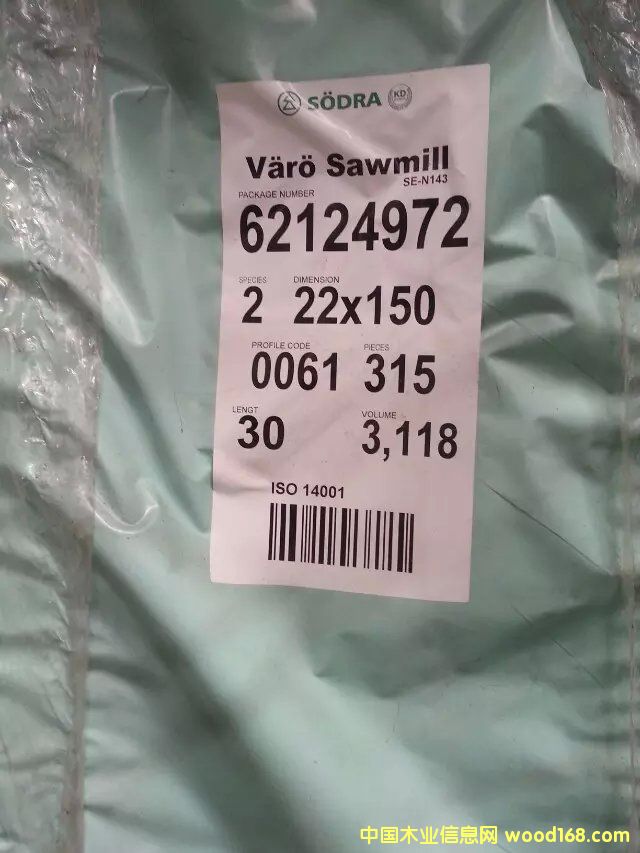 SÖDRA KD
Värö Sawmill
SE-N143
PACKAGE NUMBER
62124972
SPECIES DIMENSION
2 22x150
PROFILE CODE PIECES
0061 315
LENGT VOLUME
30 3,118
ISO 14001
中国木业信息网 wood168.com